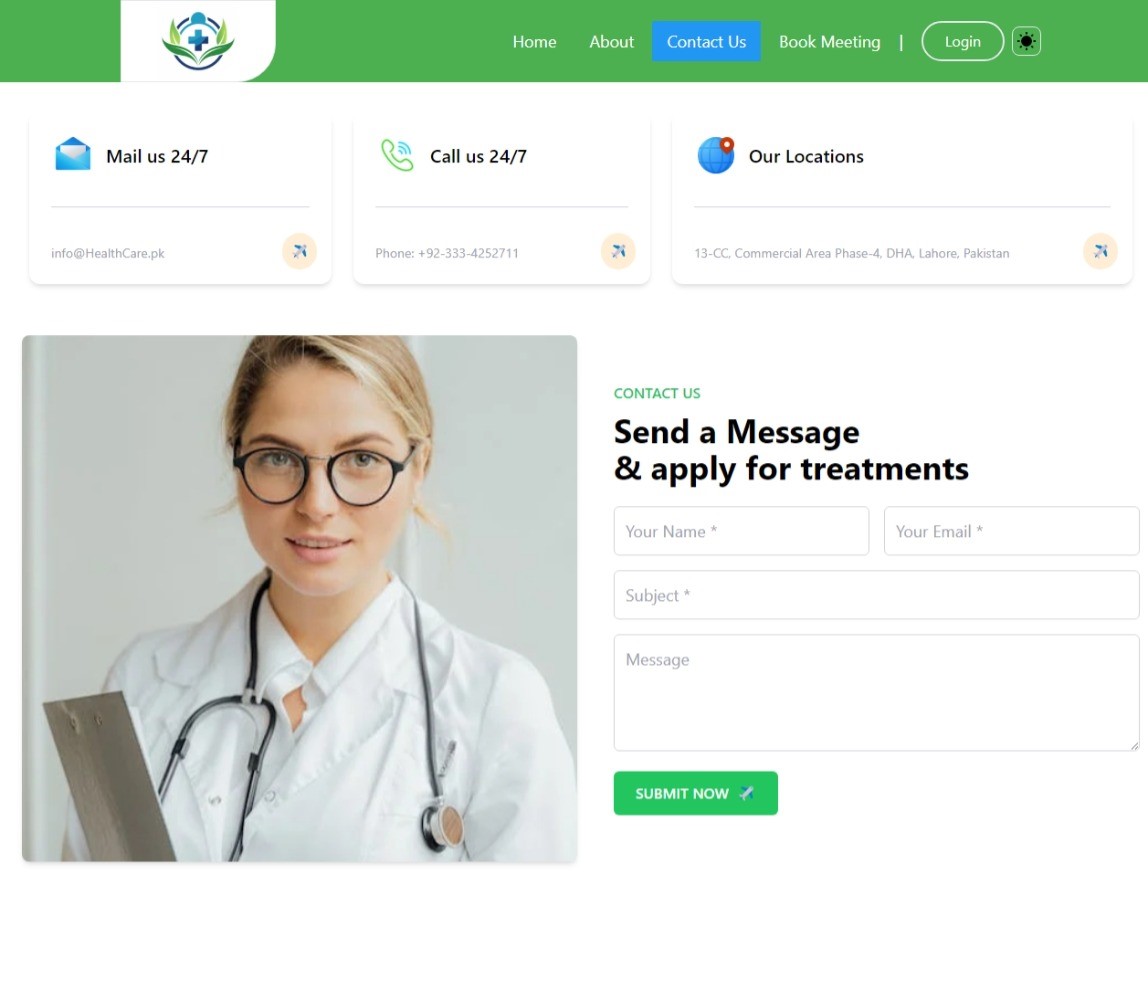 Home About Contact Us Book Meeting | Login
Mail us 24/7
info@HealthCare.pk
Call us 24/7
Phone: +92-333-4252711
Our Locations
13-CC, Commercial Area Phase-4, DHA, Lahore, Pakistan
CONTACT US
Send a Message
& apply for treatments
Your Name * Your Email *
Subject *
Message
SUBMIT NOW